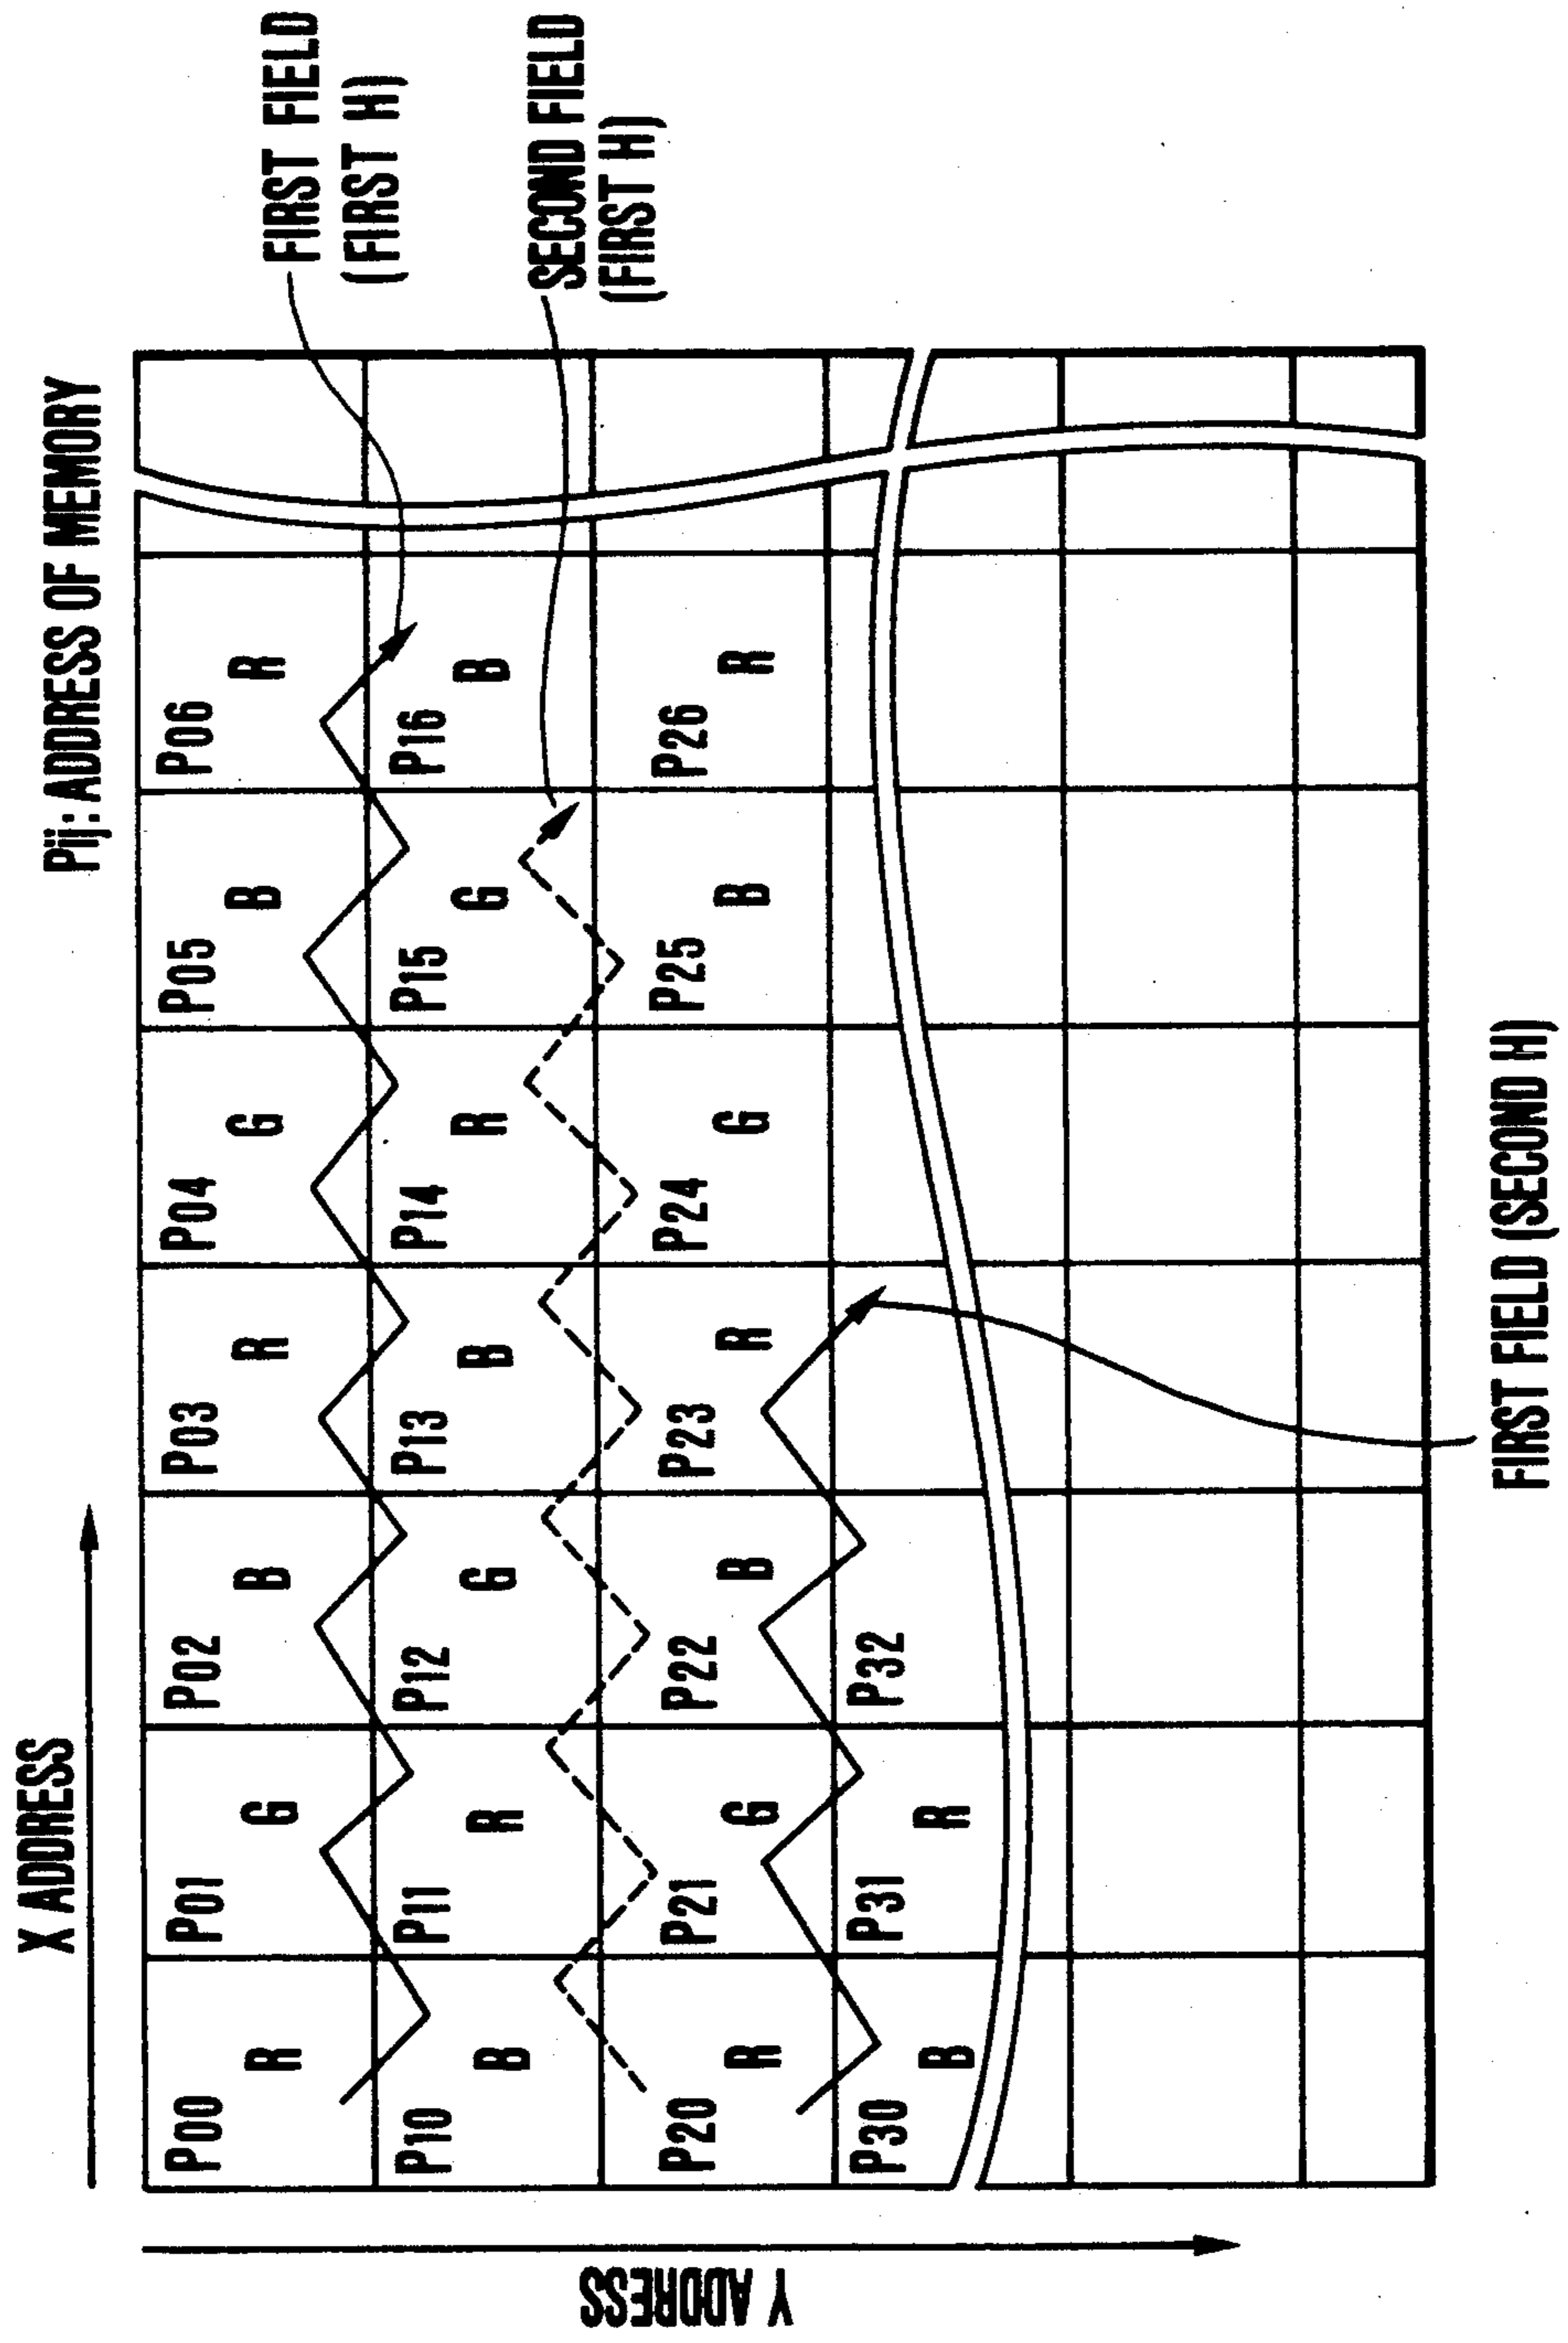 Pij: ADDRESS OF MEMORY
X ADDRESS
Y ADDRESS
FIRST FIELD
(FIRST H)
SECOND FIELD
(FIRST H)
P00 R P01 G P02 B P03 R P04 G P05 B P06 R
P10 B P11 R P12 G P13 B P14 R P15 G P16 B
P20 R P21 G P22 B P23 R P24 G P25 B P26 R
P30 B P31 R P32
FIRST FIELD (SECOND H)